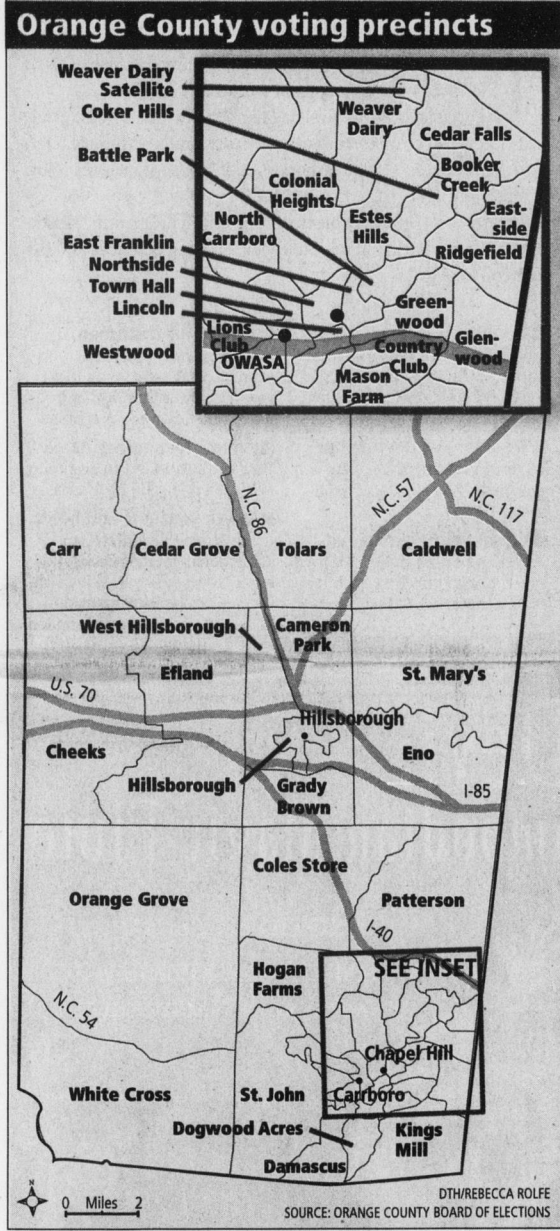 Orange County voting precincts
Weaver Dairy
Satellite
Coker Hills
Battle Park
East Franklin
Northside
Town Hall
Lincoln
Westwood
Weaver
Dairy
Cedar Falls
Booker
Creek
Colonial
Heights
East-
side
North
Carrboro
Estes
Hills
Ridgefield
Green-
wood
Lions
Club
OWASA
Country
Club
Glen-
wood
Mason
Farm
N.C. 86
N.C. 57
N.C. 117
Carr
Cedar Grove
Tolars
Caldwell
West Hillsborough
Cameron
Park
Efland
St. Mary's
U.S. 70
Hillsborough
Cheeks
Eno
Hillsborough
Grady
Brown
I-85
Coles Store
Orange Grove
Patterson
I-40
Hogan
Farms
SEE INSET
N.C. 54
Chapel Hill
White Cross
St. John
Carrboro
Dogwood Acres
Kings
Mill
Damascus
N
0 Miles 2
DTH/REBECCA ROLFE
SOURCE: ORANGE COUNTY BOARD OF ELECTIONS